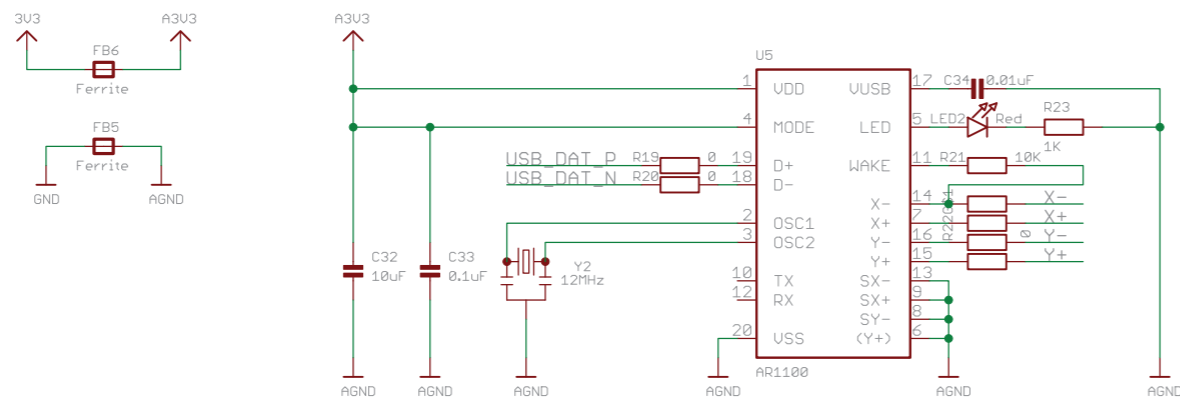 3V3
A3V3
A3V3
FB6
Ferrite
FB5
Ferrite
GND
AGND
U5
1 VDD VUSB 17 C34 0.01uF
4 MODE LED 5 LED2 Red R23
1K
USB_DAT_P R19 0 19 D+ WAKE 11 R21 10K
USB_DAT_N R20 0 18 D-
X- 14 X-
2 OSC1 X+ 7 X+
3 OSC2 Y- 16 0 Y-
Y+ 15 Y+
C32
10uF
C33
0.1uF
Y2
12MHz
10 TX SX- 13
12 RX SX+ 9
SY- 8
20 VSS (Y+) 6
AR1100
AGND
AGND
AGND
AGND
AGND
AGND